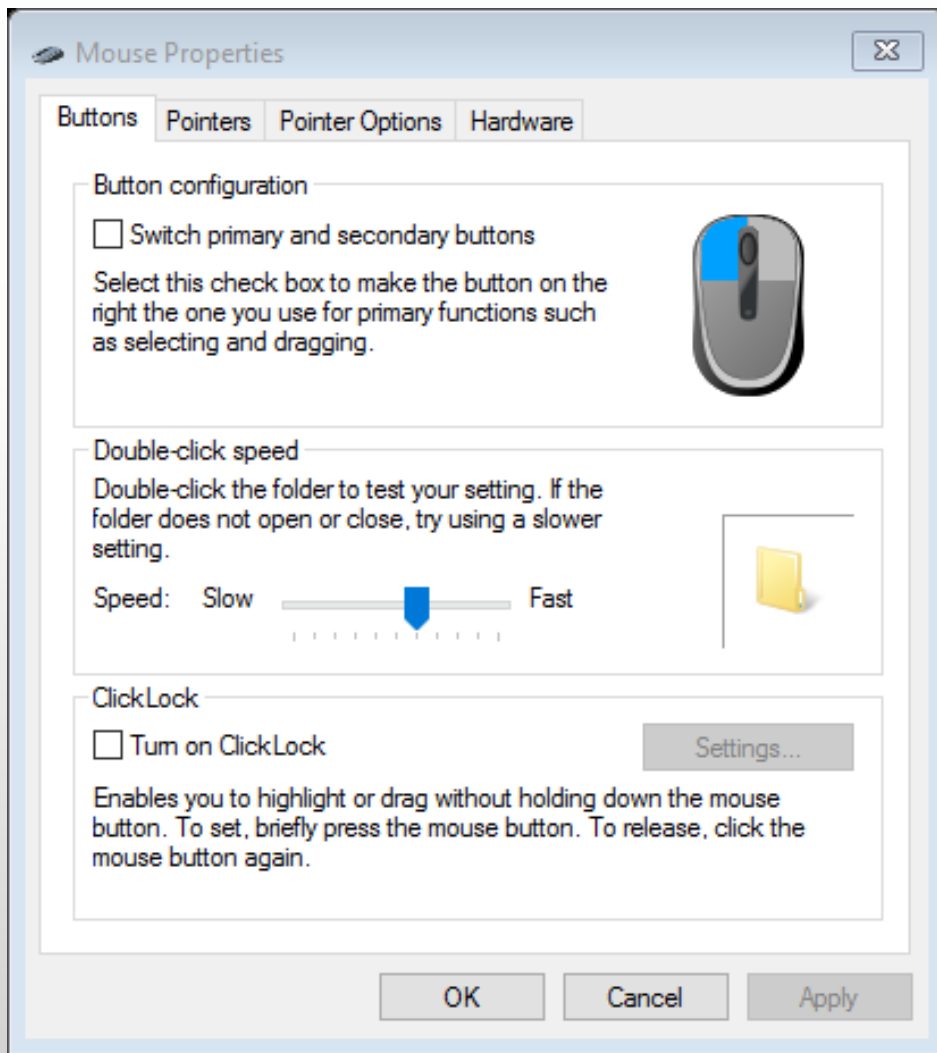 Mouse Properties
Buttons Pointers Pointer Options Hardware
Button configuration
Switch primary and secondary buttons
Select this check box to make the button on the
right the one you use for primary functions such
as selecting and dragging.
Double-click speed
Double-click the folder to test your setting. If the
folder does not open or close, try using a slower
setting.
Speed: Slow Fast
ClickLock
Turn on ClickLock Settings...
Enables you to highlight or drag without holding down the mouse
button. To set, briefly press the mouse button. To release, click the
mouse button again.
OK Cancel Apply